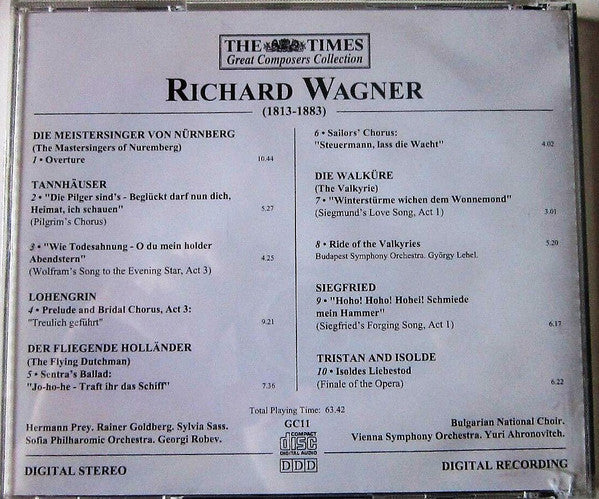 THE TIMES
Great Composers Collection
RICHARD WAGNER
(1813-1883)
DIE MEISTERSINGER VON NÜRNBERG
(The Mastersingers of Nuremberg)
1 • Overture 10.44
TANNHÄUSER
2 • "Die Pilger sind's - Beglückt darf nun dich,
Heimat, ich schauen" 5.27
(Pilgrim's Chorus)
3 • "Wie Todesahnung - O du mein holder
Abendstern" 4.25
(Wolfram's Song to the Evening Star, Act 3)
LOHENGRIN
4 • Prelude and Bridal Chorus, Act 3:
"Treulich geführt" 9.21
DER FLIEGENDE HOLLÄNDER
(The Flying Dutchman)
5 • Sentra's Ballad:
"Jo-ho-he - Traft ihr das Schiff" 7.36
6 • Sailors' Chorus:
"Steuermann, lass die Wacht" 4.02
DIE WALKÜRE
(The Valkyrie)
7 • "Winterstürme wichen dem Wonnemond"
(Siegmund's Love Song, Act 1) 3.01
8 • Ride of the Valkyries 5.20
Budapest Symphony Orchestra. György Lehel.
SIEGFRIED
9 • "Hoho! Hoho! Hohei! Schmiede
mein Hammer"
(Siegfried's Forging Song, Act 1) 6.17
TRISTAN AND ISOLDE
10 • Isoldes Liebestod
(Finale of the Opera) 6.22
Total Playing Time: 63.42
Hermann Prey. Rainer Goldberg. Sylvia Sass.
Sofia Philharomic Orchestra. Georgi Robev.
GC11
COMPACT
disc
DIGITAL AUDIO
DDD
Bulgarian National Choir.
Vienna Symphony Orchestra. Yuri Ahronovitch.
DIGITAL STEREO
DIGITAL RECORDING